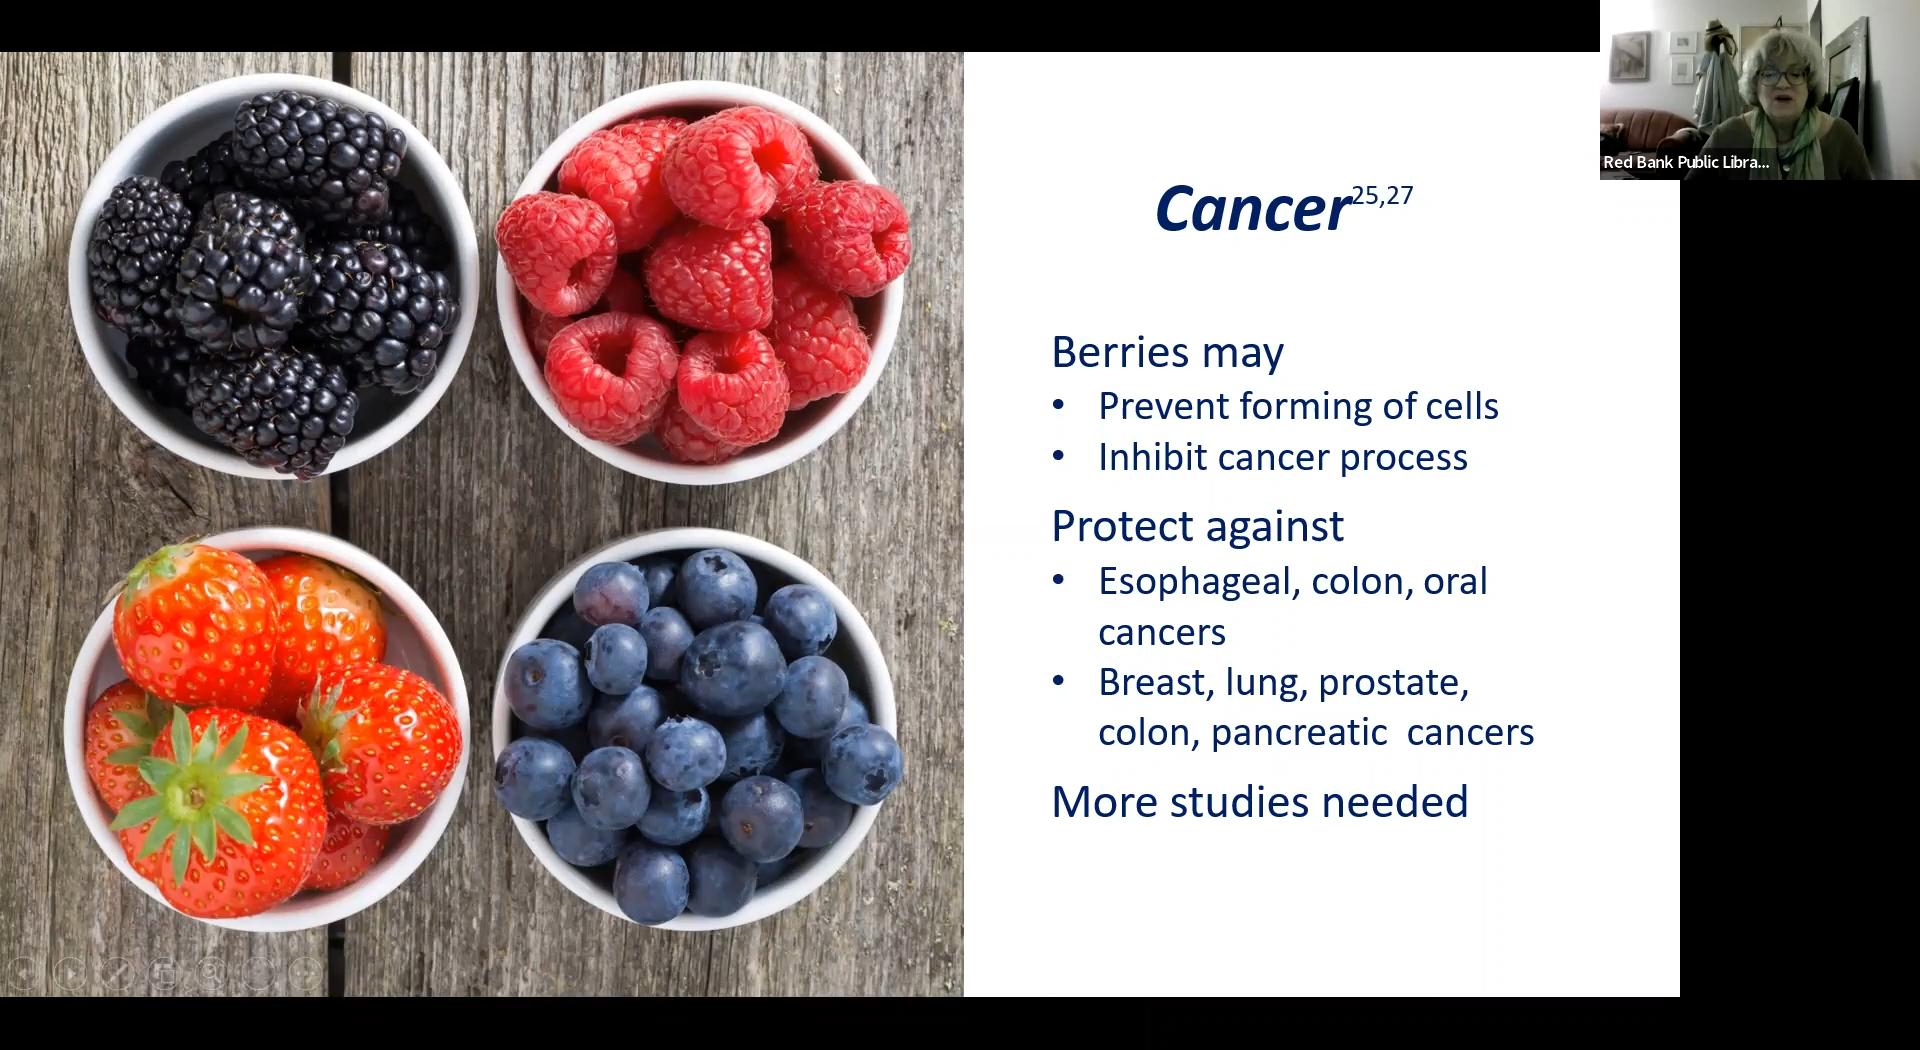 Red Bank Public Libra...
Cancer25,27
Berries may
• Prevent forming of cells
• Inhibit cancer process
Protect against
• Esophageal, colon, oral
cancers
• Breast, lung, prostate,
colon, pancreatic  cancers
More studies needed